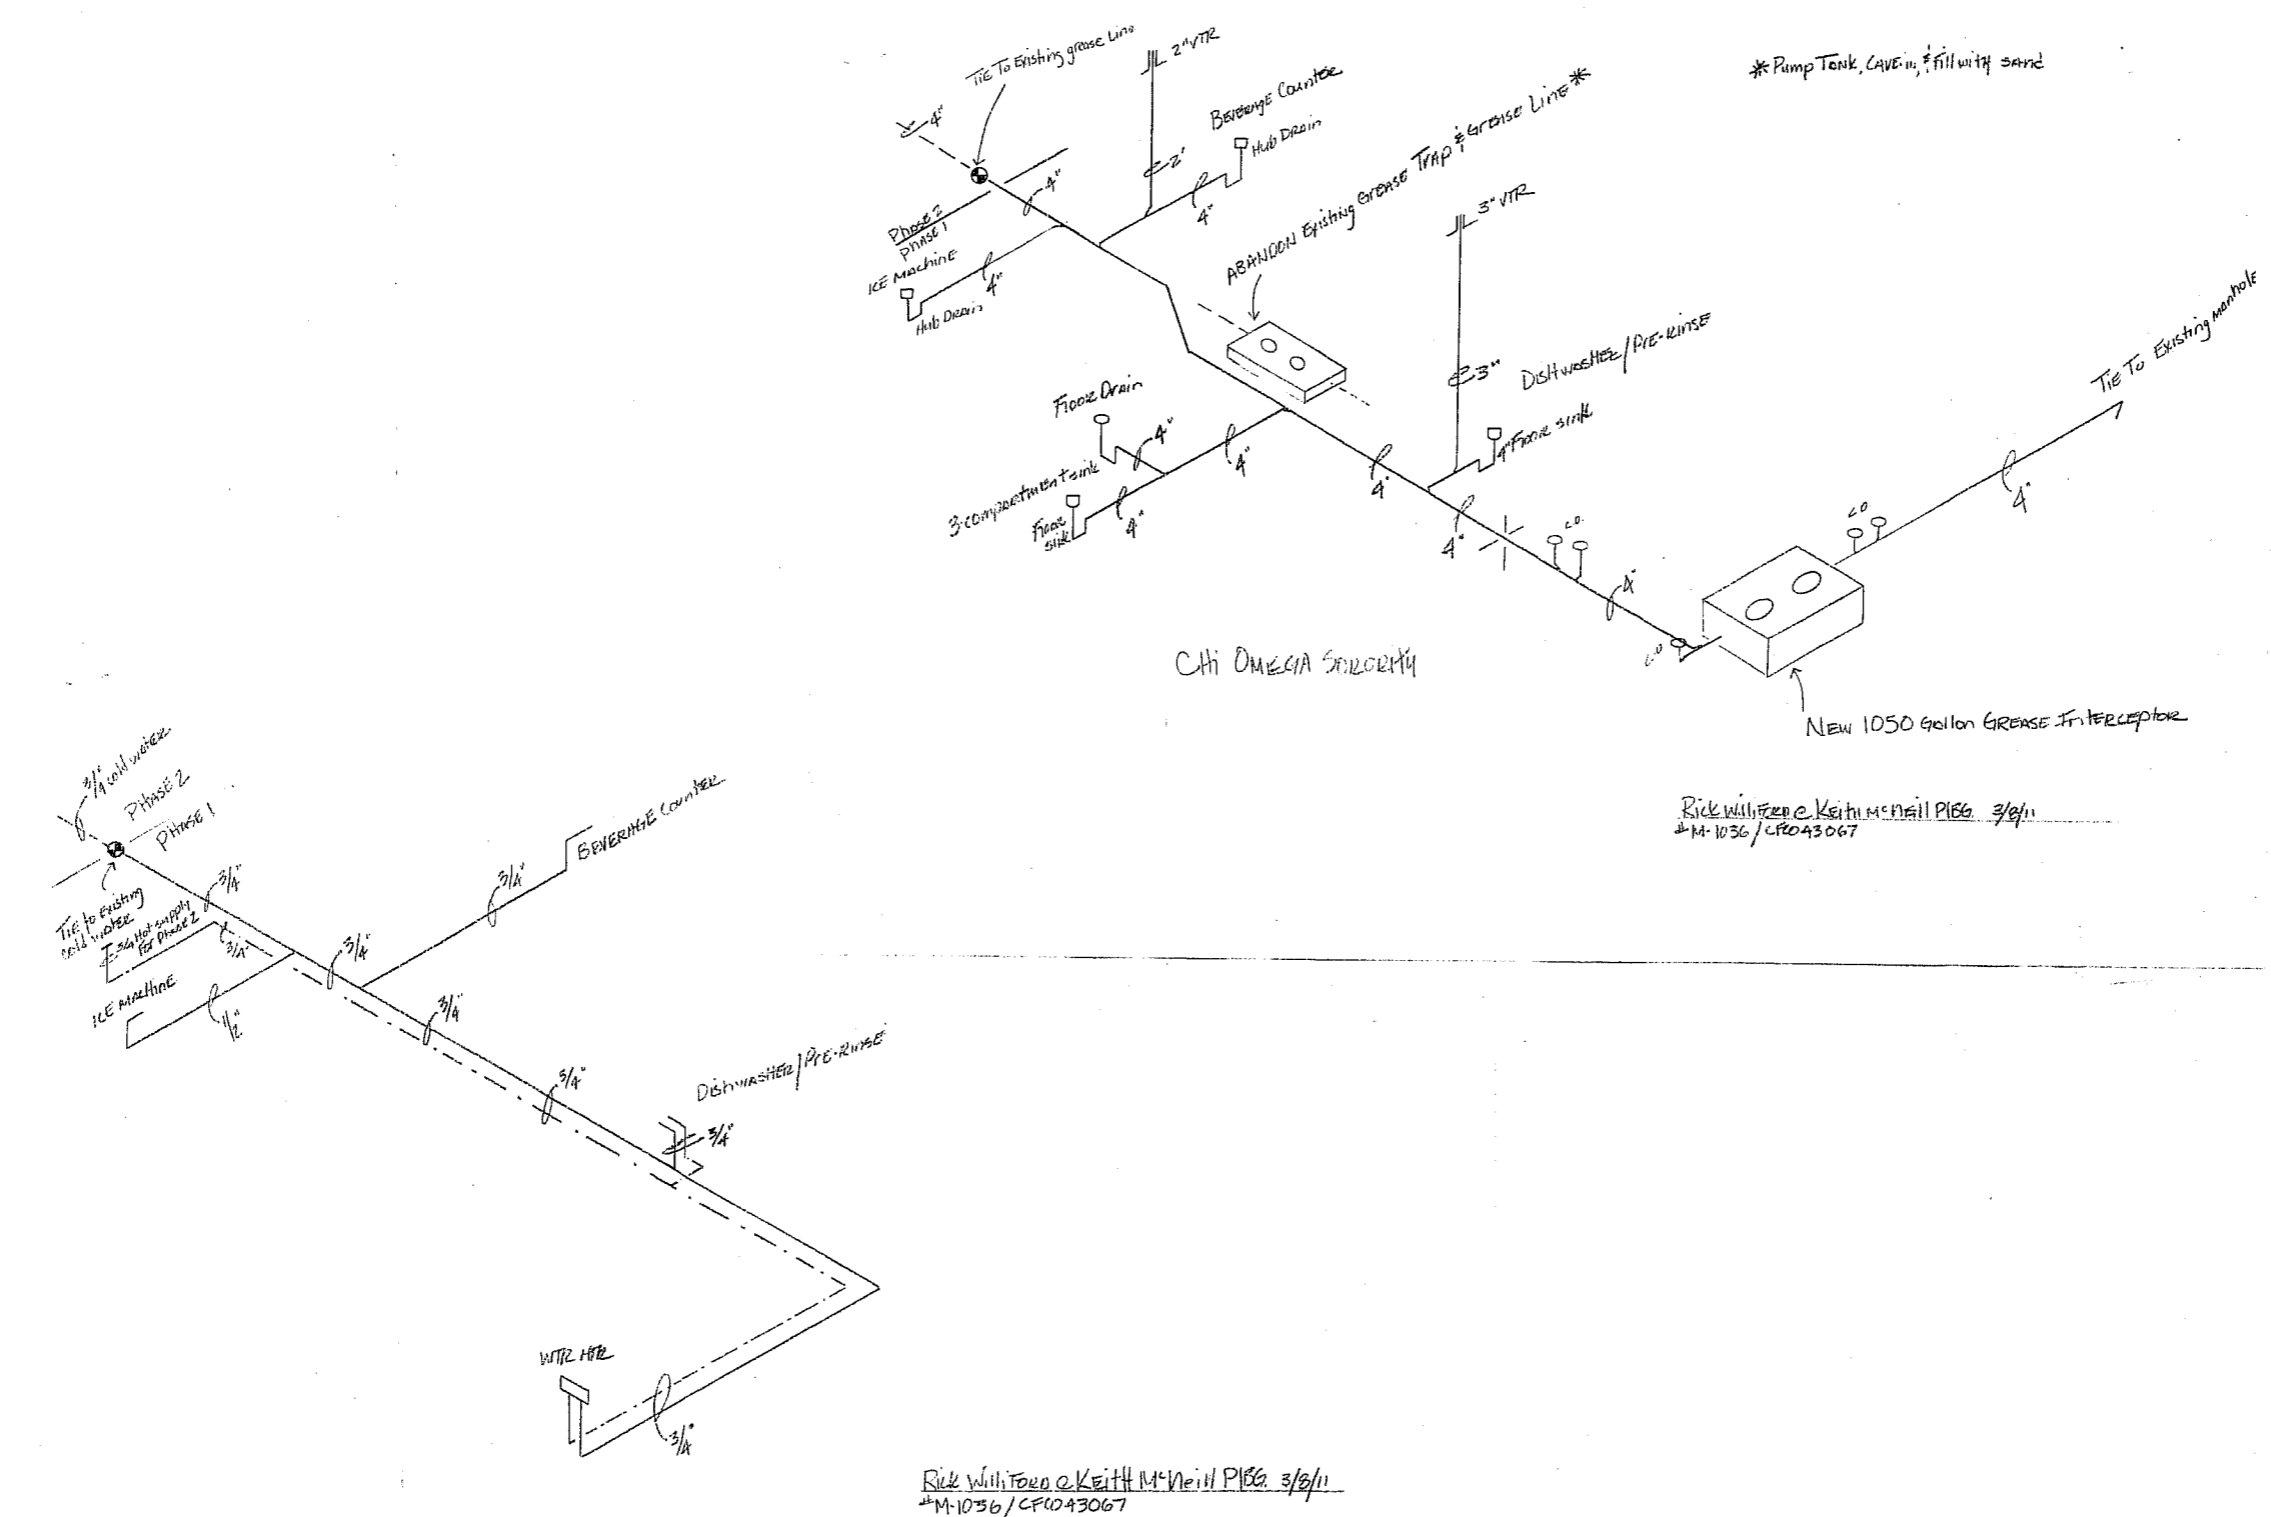 Tie To Existing grease Line
4"
2" VTR
* Pump Tank, CAVE in, & Fill with sand
Beverage Counter
Hub Drain
2"
4"
4"
ABANDON Existing Grease Trap & Grease Line *
Phase 2
Phase 1
ICE Machine
4"
Hub Drain
3" VTR
3"
Dishwasher/Pre-Rinse
Tie To Existing manhole
Floor Drain
4"
4" Floor sink
3-compartment sink
4"
Floor
sink
4"
4"
4"
C.O.
C.O
4"
4"
C.O
CHi OMEGA SORORITY
New 1050 Gallon GREASE InTERCEptor
Rick Williford @ Keith McNeill Plbg. 3/8/11
#M-1036/CFC043067
3/4" cold water
PHASE 2
PHASE 1
Tie to Existing
cold water
3/4 Hot supply
For Phase 2
3/4"
3/4"
3/4"
BEVERAGE Counter
3/4"
ICE MACHINE
1/2"
3/4"
3/4"
Dishwasher/Pre-Rinse
3/4"
WTR HTR
3/4"
Rick Williford @ Keith McNeill Plbg. 3/8/11
#M-1036/CFC043067